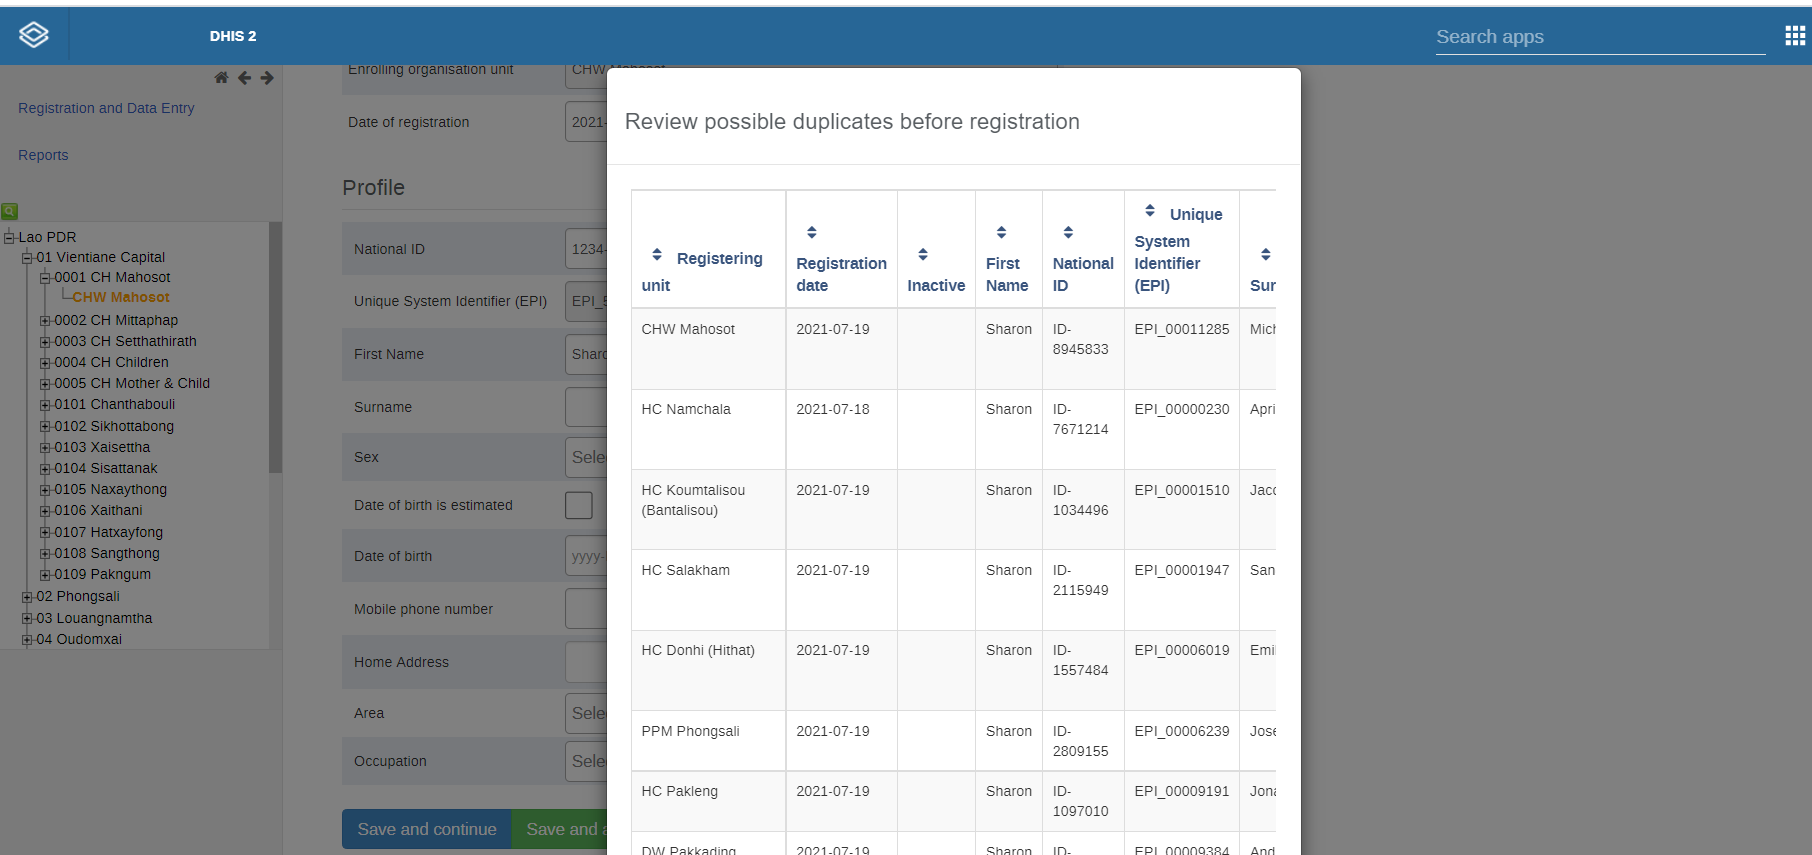 DHIS 2
Search apps
Registration and Data Entry
Reports
Lao PDR
01 Vientiane Capital
0001 CH Mahosot
CHW Mahosot
0002 CH Mittaphap
0003 CH Setthathirath
0004 CH Children
0005 CH Mother & Child
0101 Chanthabouli
0102 Sikhottabong
0103 Xaisettha
0104 Sisattanak
0105 Naxaythong
0106 Xaithani
0107 Hatxayfong
0108 Sangthong
0109 Pakngum
02 Phongsali
03 Louangnamtha
04 Oudomxai
Enrolling organisation unit CHW Mahosot
Date of registration 2021-
Profile
National ID 1234-
Unique System Identifier (EPI) EPI_
First Name Shar
Surname
Sex Sele
Date of birth is estimated
Date of birth yyyy-
Mobile phone number
Home Address
Area Sele
Occupation Sele
Save and continue Save and
Review possible duplicates before registration
Registering unit
Registration date
Inactive
First Name
National ID
Unique System Identifier (EPI)
Sur
CHW Mahosot 2021-07-19 Sharon ID-8945833 EPI_00011285 Mich
HC Namchala 2021-07-18 Sharon ID-7671214 EPI_00000230 Apri
HC Koumtalisou (Bantalisou) 2021-07-19 Sharon ID-1034496 EPI_00001510 Jaco
HC Salakham 2021-07-19 Sharon ID-2115949 EPI_00001947 San
HC Donhi (Hithat) 2021-07-19 Sharon ID-1557484 EPI_00006019 Emil
PPM Phongsali 2021-07-19 Sharon ID-2809155 EPI_00006239 Jose
HC Pakleng 2021-07-19 Sharon ID-1097010 EPI_00009191 Jona
DW Pakkading 2021-07-19 Sharon ID- EPI_00009384 And